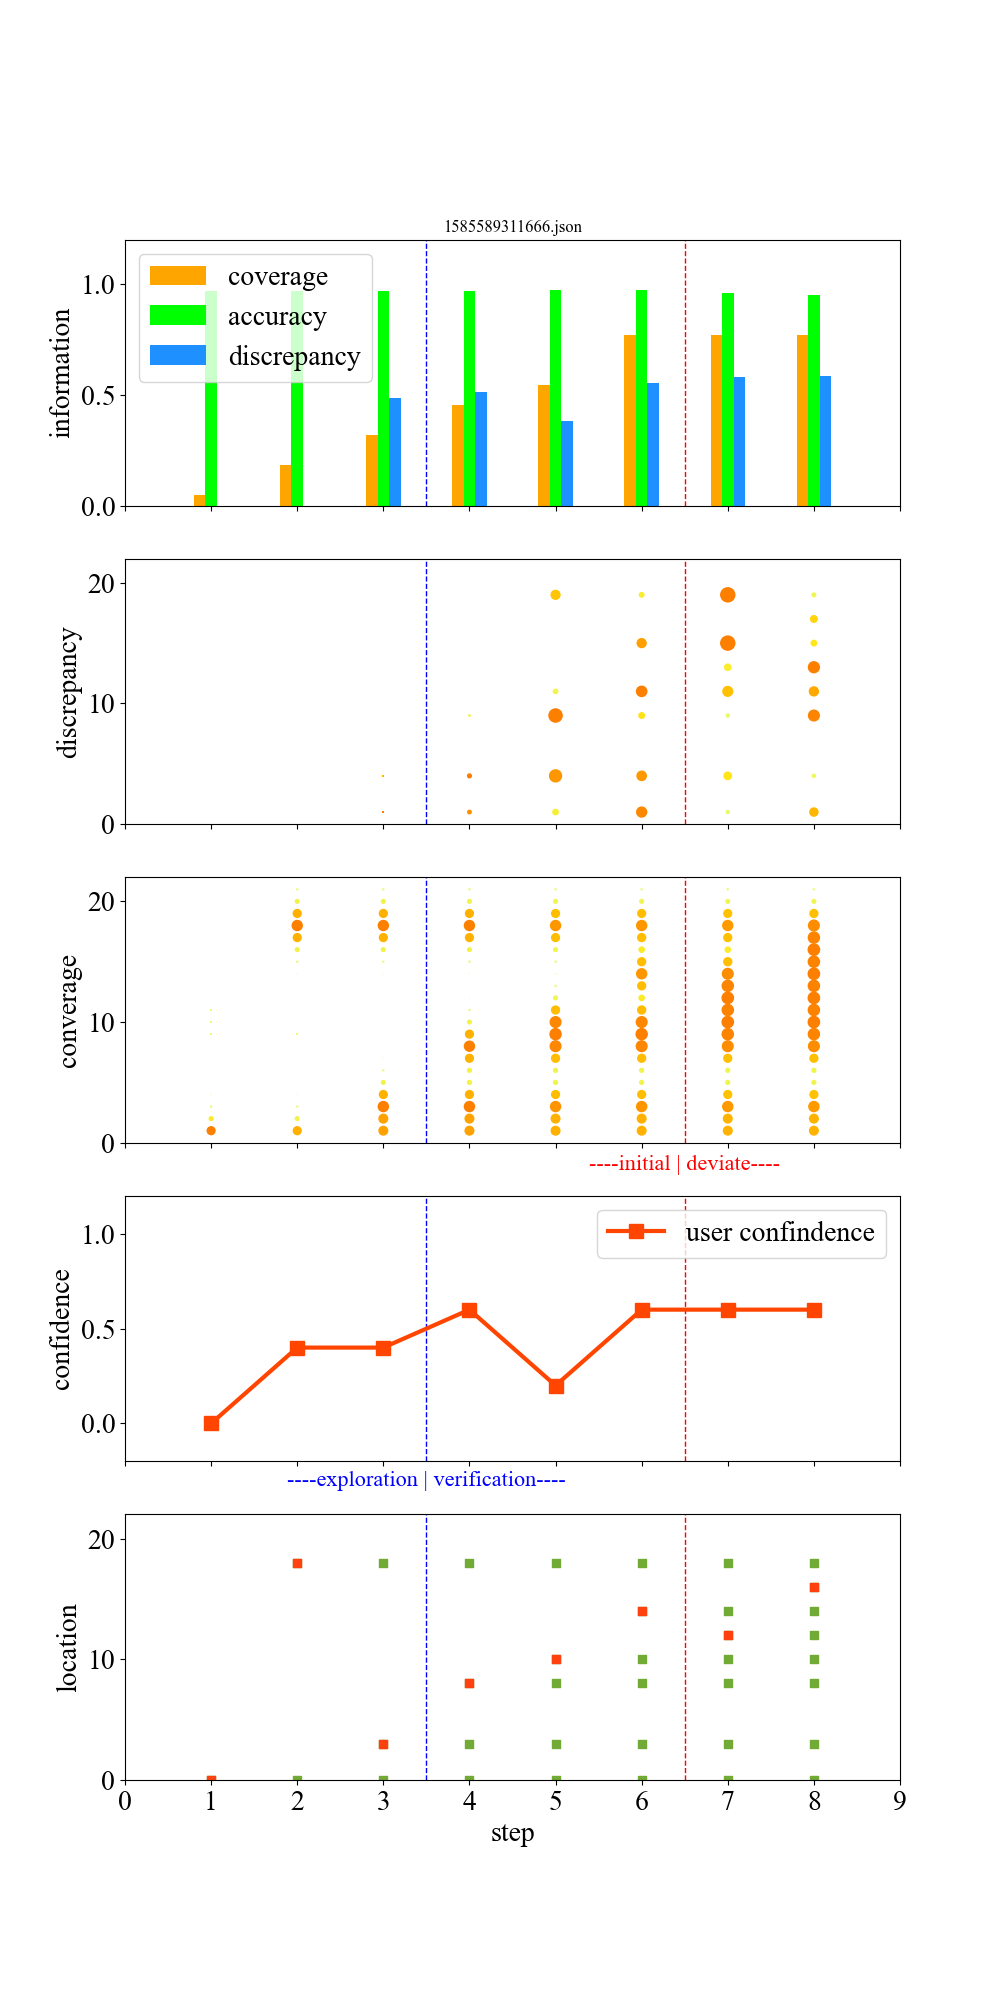 1585589311666.json
coverage
accuracy
discrepancy
information
1.0
0.5
0.0
discrepancy
20
10
0
converage
20
10
0
----initial | deviate----
user confindence
confidence
1.0
0.5
0.0
----exploration | verification----
location
20
10
0
0 1 2 3 4 5 6 7 8 9
step